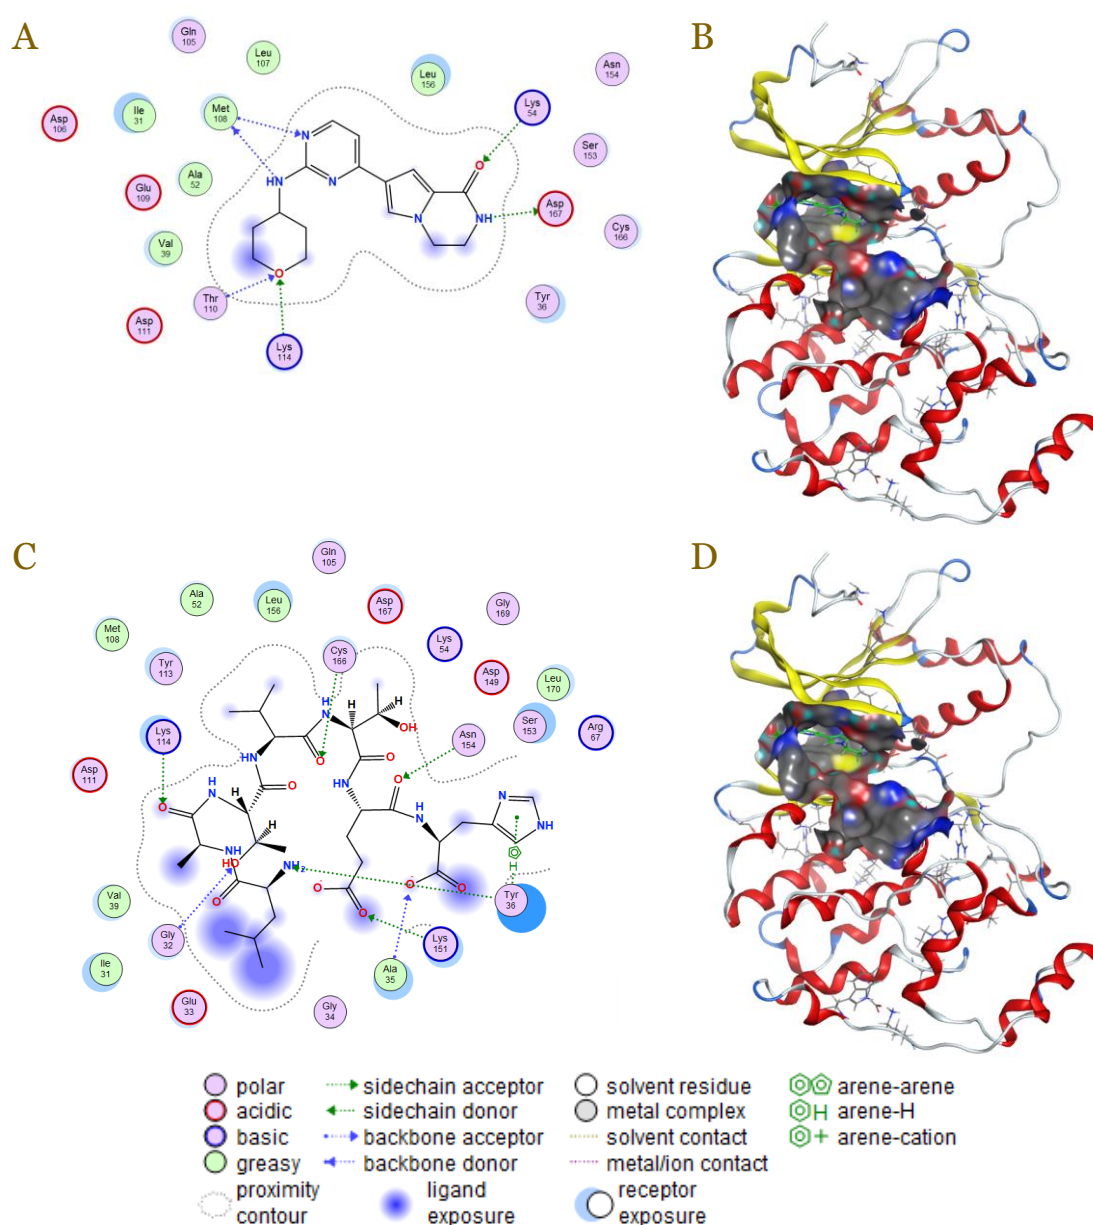 A
B
Gln
105
Leu
107
Leu
156
Asn
154
Asp
106
Ile
31
Met
108
Lys
54
N
O
Ser
153
Ala
52
NH
N
Glu
109
N
NH
Asp
167
Cys
166
Val
39
O
Thr
110
Tyr
36
Asp
111
Lys
114
C
D
Gln
105
Ala
52
Leu
156
Asp
167
Gly
169
Met
108
Lys
54
Tyr
113
Cys
166
Asp
149
Leu
170
H
N
H
OH
Lys
114
Asn
154
Ser
153
Arg
67
NH
O
O
Asp
111
H
N
O
NH
O
N
O
H
NH
NH
O
H
NH
HO
NH2
H
O
O-
O-
O
Tyr
36
Val
39
O
Gly
32
Lys
151
Ile
31
Ala
35
Glu
33
Gly
34
polar sidechain acceptor solvent residue arene-arene
acidic sidechain donor metal complex H arene-H
basic backbone acceptor solvent contact + arene-cation
greasy backbone donor metal/ion contact
proximity contour ligand exposure receptor exposure